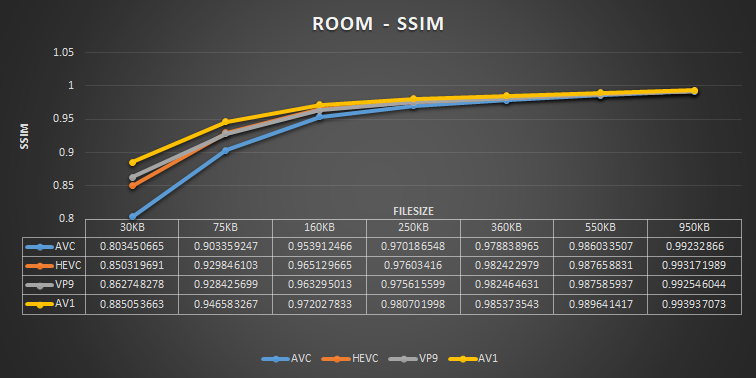 ROOM - SSIM
1.05
1
0.95
0.9
0.85
0.8
SSIM
FILESIZE
30KB 75KB 160KB 250KB 360KB 550KB 950KB
AVC 0.803450665 0.903359247 0.953912466 0.970186548 0.978838965 0.986033507 0.99232866
HEVC 0.850319691 0.929846103 0.965129665 0.97603416 0.982422979 0.987658831 0.993171989
VP9 0.862748278 0.928425699 0.963295013 0.975615599 0.982464631 0.987585937 0.992546044
AV1 0.885053663 0.946583267 0.972027833 0.980701998 0.985373543 0.989641417 0.993937073
AVC HEVC VP9 AV1